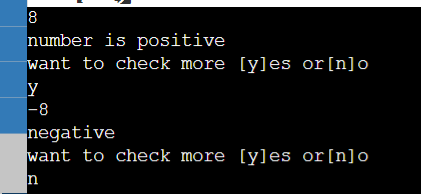 8
number is positive
want to check more [y]es or[n]o
y
-8
negative
want to check more [y]es or[n]o
n